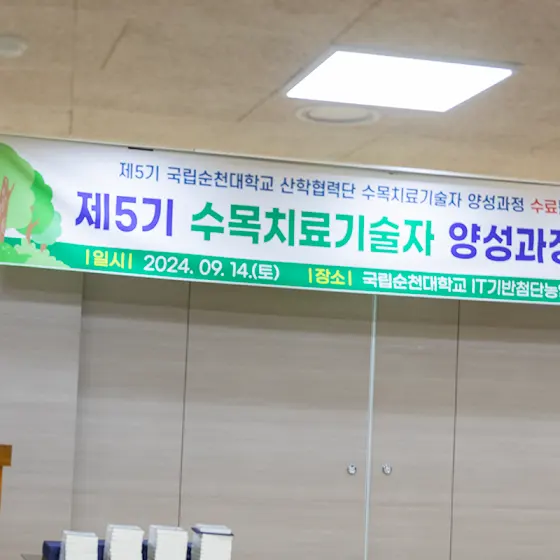 제5기 국립순천대학교 산학협력단 수목치료기술자 양성과정 수료
제5기 수목치료기술자 양성과정
|일시| 2024. 09. 14.(토) |장소| 국립순천대학교 IT기반첨단농